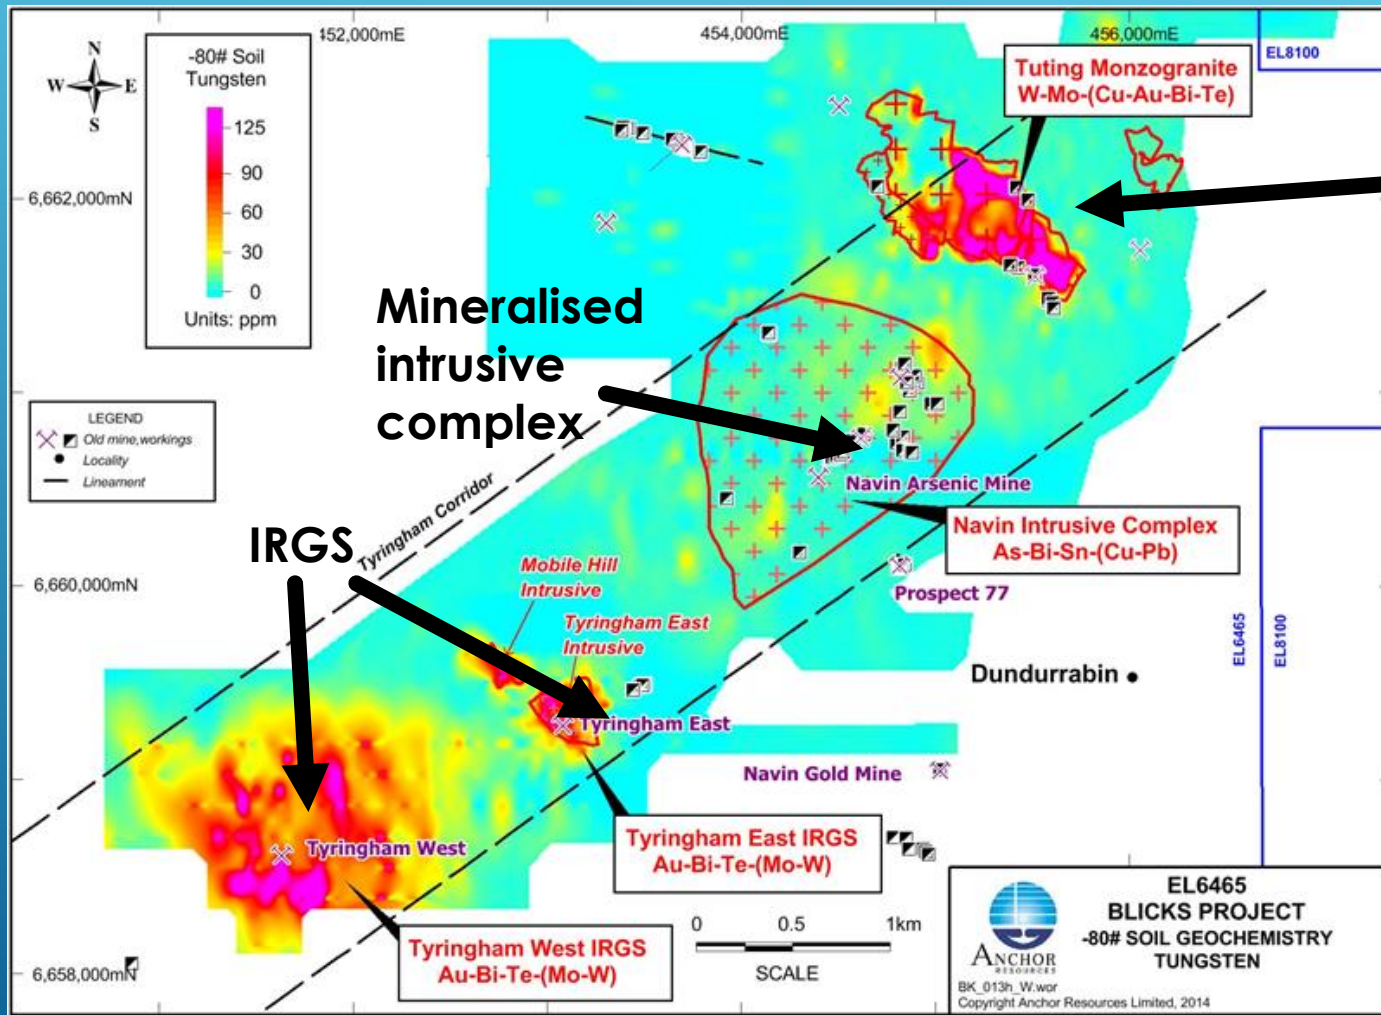 N
W
E
S
-80# Soil
Tungsten
125
90
60
30
0
Units: ppm
452,000mE
454,000mE
456,000mE
EL8100
Tuting Monzogranite
W-Mo-(Cu-Au-Bi-Te)
6,662,000mN
Mineralised
intrusive
complex
LEGEND
Old mine,workings
Locality
Lineament
Tyringham Corridor
Navin Arsenic Mine
Navin Intrusive Complex
As-Bi-Sn-(Cu-Pb)
IRGS
Mobile Hill
Intrusive
6,660,000mN
Prospect 77
Tyringham East
Intrusive
EL6465
EL8100
Dundurrabin
Tyringham East
Navin Gold Mine
Tyringham West
Tyringham East IRGS
Au-Bi-Te-(Mo-W)
Tyringham West IRGS
Au-Bi-Te-(Mo-W)
6,658,000mN
0 0.5 1km
SCALE
ANCHOR
RESOURCES
EL6465
BLICKS PROJECT
-80# SOIL GEOCHEMISTRY
TUNGSTEN
BK_013h_W.wor
Copyright Anchor Resources Limited, 2014